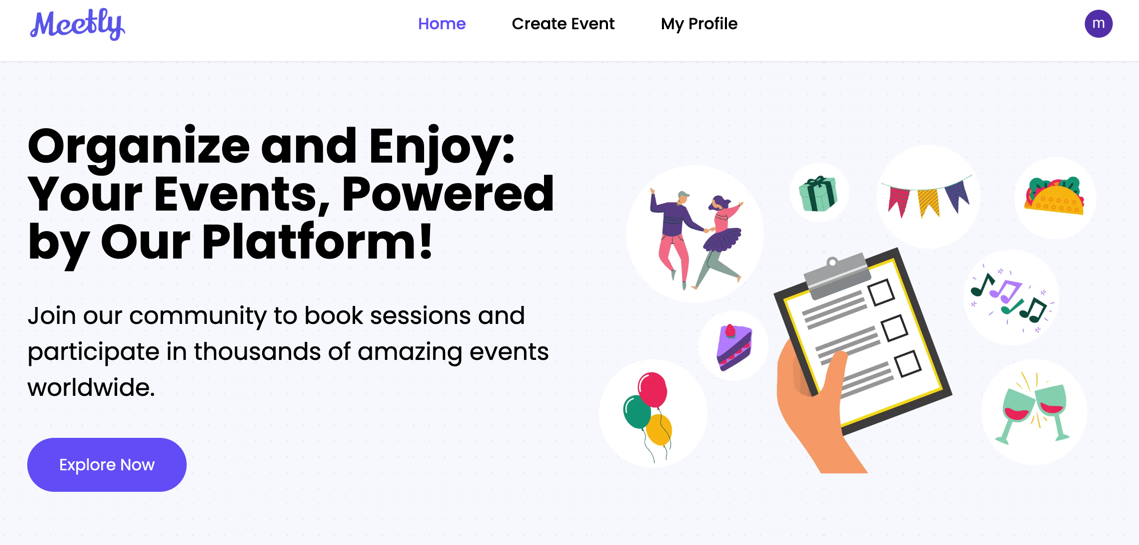 Meetly
Home
Create Event
My Profile
m
Organize and Enjoy:
Your Events, Powered
by Our Platform!
Join our community to book sessions and
participate in thousands of amazing events
worldwide.
Explore Now